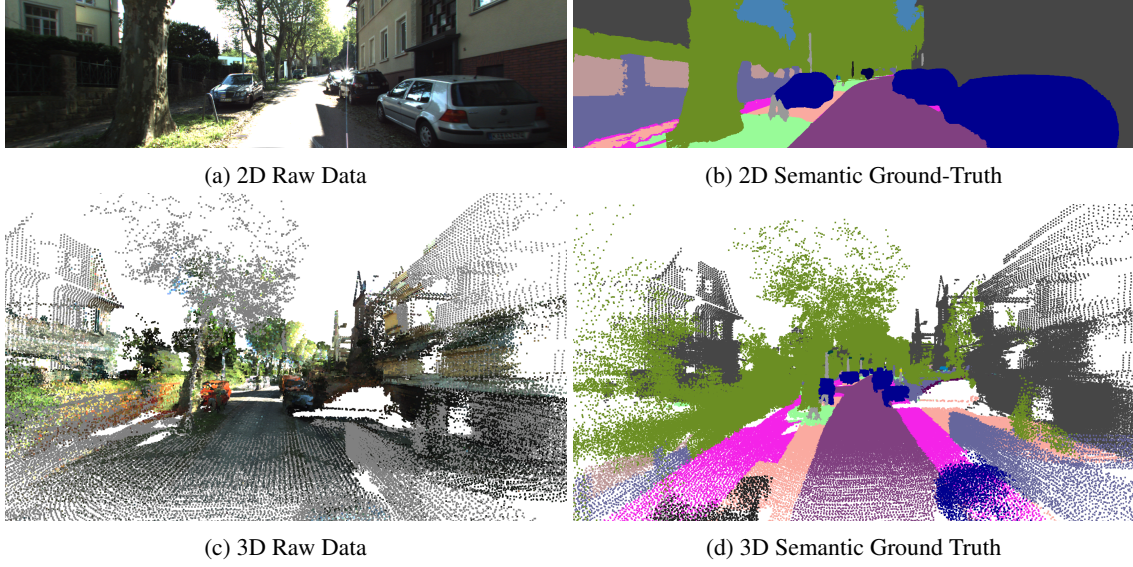 (a) 2D Raw Data
(b) 2D Semantic Ground-Truth
(c) 3D Raw Data
(d) 3D Semantic Ground Truth